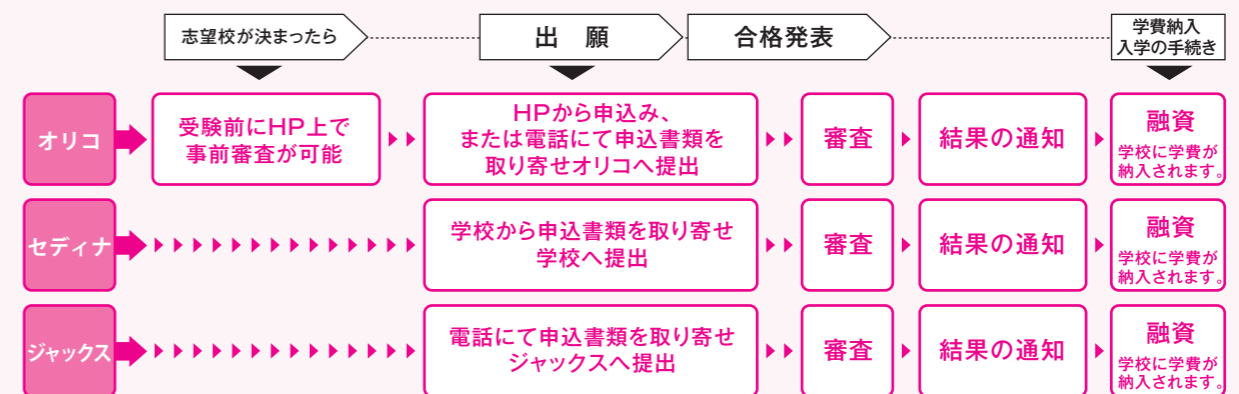 志望校が決まったら
出　願
合格発表
学費納入
入学の手続き
オリコ
受験前にHP上で
事前審査が可能
HPから申込み、
または電話にて申込書類を
取り寄せオリコへ提出
審査
結果の通知
融資
学校に学費が
納入されます。
セディナ
学校から申込書類を取り寄せ
学校へ提出
審査
結果の通知
融資
学校に学費が
納入されます。
ジャックス
電話にて申込書類を取り寄せ
ジャックスへ提出
審査
結果の通知
融資
学校に学費が
納入されます。